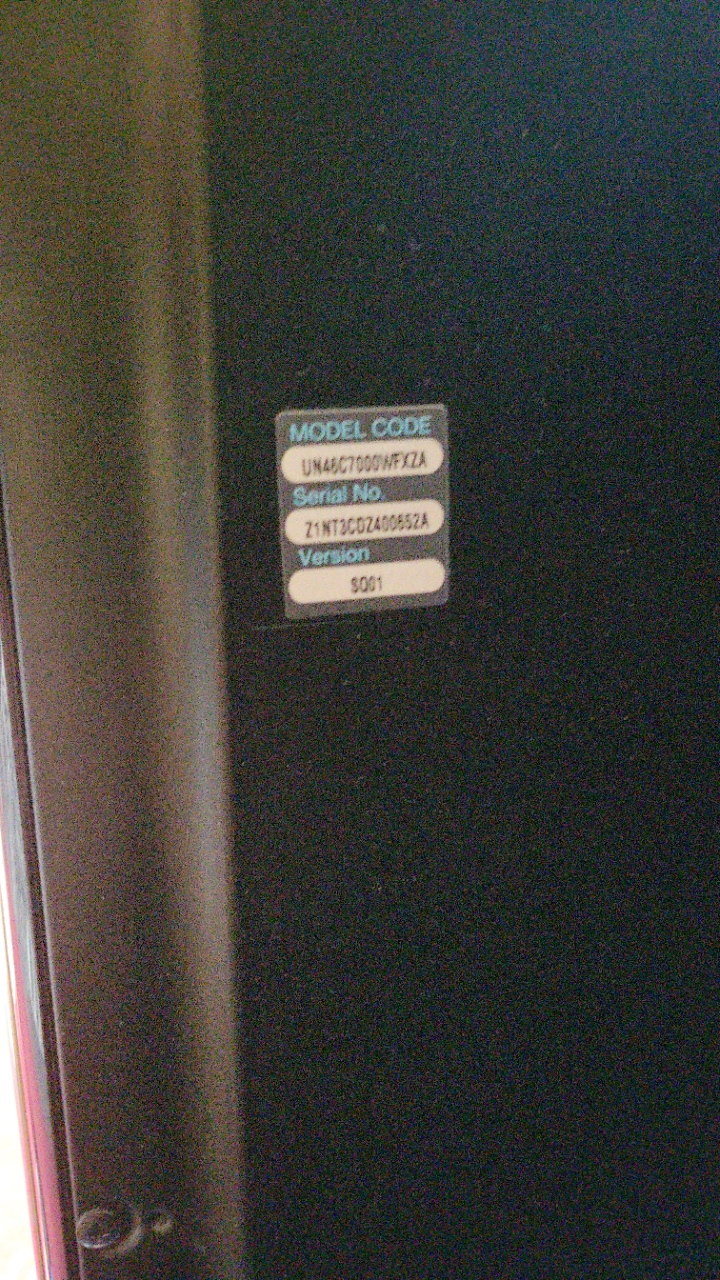 MODEL CODE
UN46C7000WFXZA
Serial No.
Z1NT3CDZ400652A
Version
SQ01